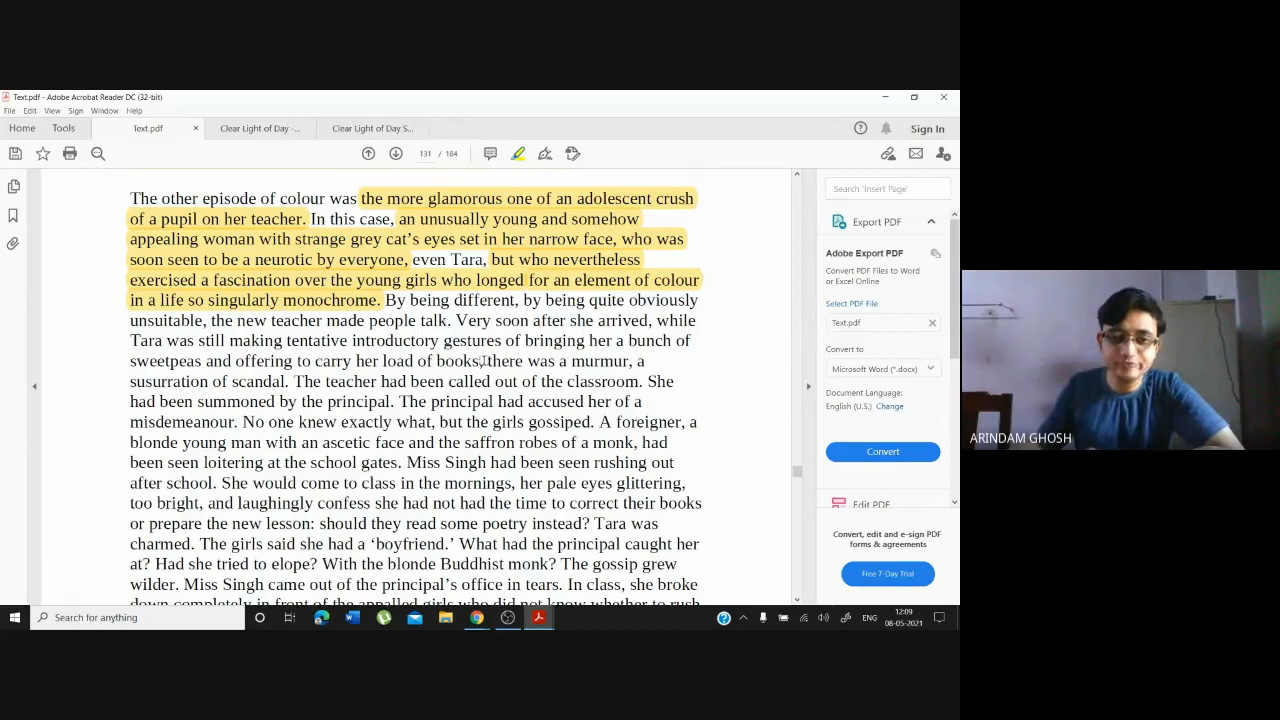 Text.pdf - Adobe Acrobat Reader DC (32-bit)
File Edit View Sign Window Help
Home Tools Text.pdf × Clear Light of Day -... Clear Light of Day S... Sign In
131 / 184
The other episode of colour was the more glamorous one of an adolescent crush
of a pupil on her teacher. In this case, an unusually young and somehow
appealing woman with strange grey cat’s eyes set in her narrow face, who was
soon seen to be a neurotic by everyone, even Tara, but who nevertheless
exercised a fascination over the young girls who longed for an element of colour
in a life so singularly monochrome. By being different, by being quite obviously
unsuitable, the new teacher made people talk. Very soon after she arrived, while
Tara was still making tentative introductory gestures of bringing her a bunch of
sweetpeas and offering to carry her load of books, there was a murmur, a
susurration of scandal. The teacher had been called out of the classroom. She
had been summoned by the principal. The principal had accused her of a
misdemeanour. No one knew exactly what, but the girls gossiped. A foreigner, a
blonde young man with an ascetic face and the saffron robes of a monk, had
been seen loitering at the school gates. Miss Singh had been seen rushing out
after school. She would come to class in the mornings, her pale eyes glittering,
too bright, and laughingly confess she had not had the time to correct their books
or prepare the new lesson: should they read some poetry instead? Tara was
charmed. The girls said she had a ‘boyfriend.’ What had the principal caught her
at? Had she tried to elope? With the blonde Buddhist monk? The gossip grew
wilder. Miss Singh came out of the principal’s office in tears. In class, she broke
down completely in front of the appalled girls who did not know whether to rush
Search 'Insert Page'
Export PDF
Adobe Export PDF
Convert PDF Files to Word
or Excel Online
Select PDF File
Text.pdf
Convert to
Microsoft Word (*.docx)
Document Language:
English (U.S.) Change
Convert
Edit PDF
Convert, edit and e-sign PDF
forms & agreements
Free 7-Day Trial
ARINDAM GHOSH
Search for anything
ENG
12:09
08-05-2021